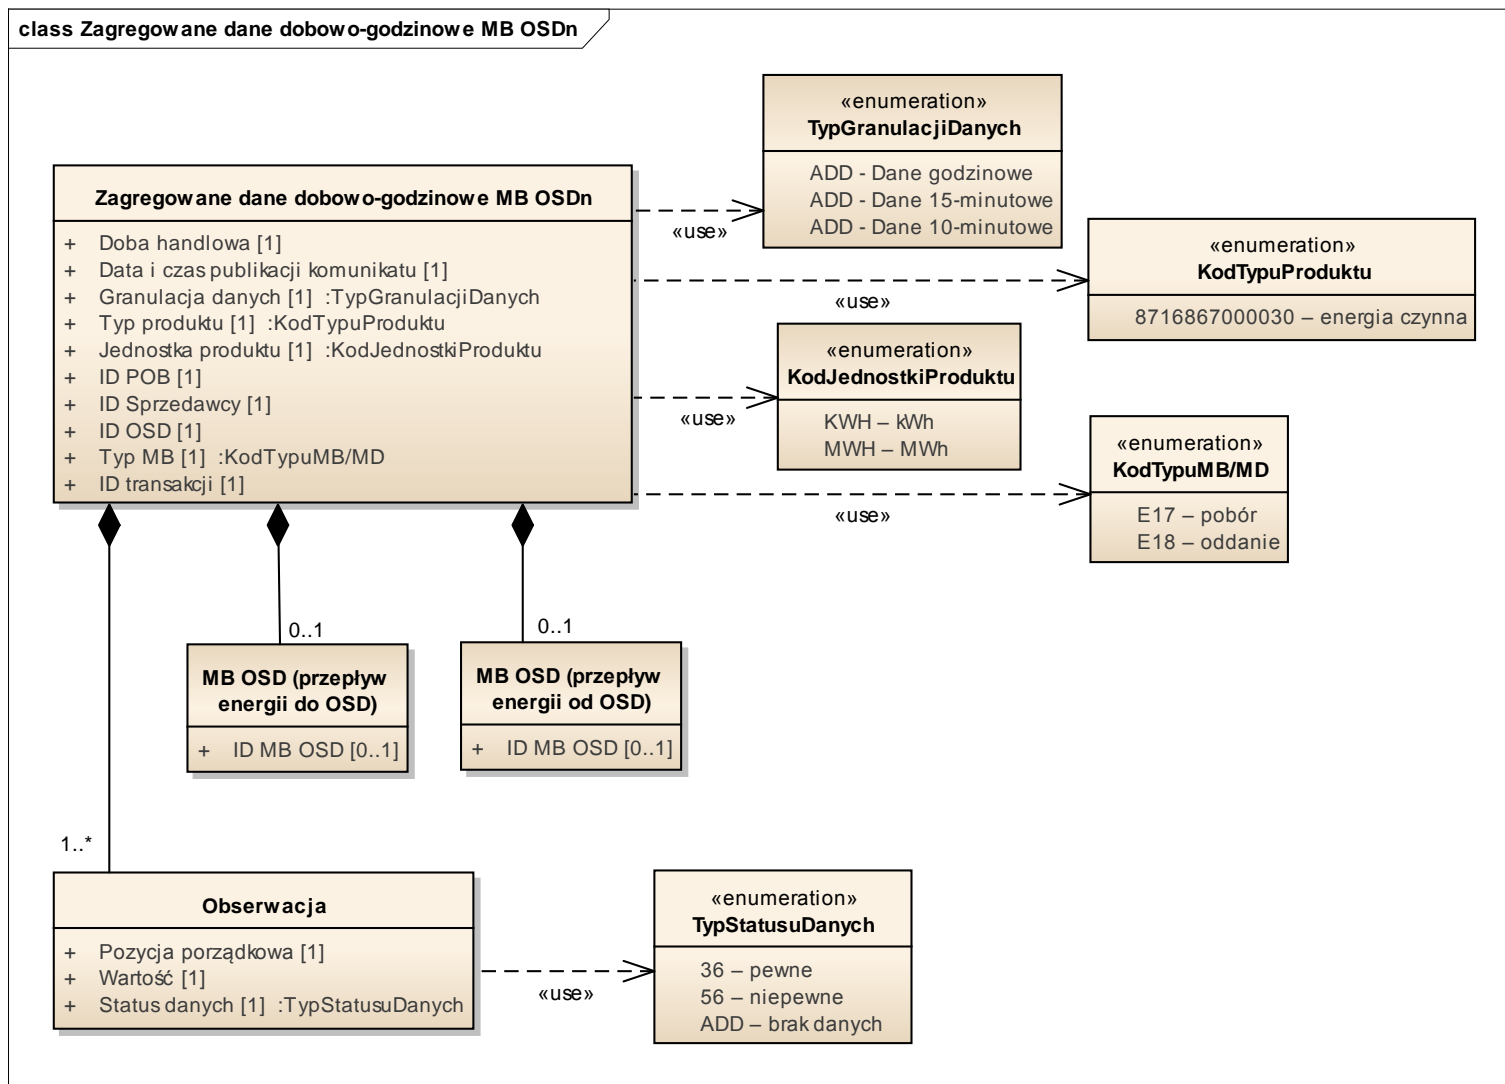 class Zagregowane dane dobowo-godzinowe MB OSDn
«enumeration»
TypGranulacjiDanych
ADD - Dane godzinowe
ADD - Dane 15-minutowe
ADD - Dane 10-minutowe
Zagregowane dane dobowo-godzinowe MB OSDn
+ Doba handlowa [1]
+ Data i czas publikacji komunikatu [1]
+ Granulacja danych [1] :TypGranulacjiDanych
+ Typ produktu [1] :KodTypuProduktu
+ Jednostka produktu [1] :KodJednostkiProduktu
+ ID POB [1]
+ ID Sprzedawcy [1]
+ ID OSD [1]
+ Typ MB [1] :KodTypuMB/MD
+ ID transakcji [1]
«use»
«enumeration»
KodTypuProduktu
8716867000030 – energia czynna
«use»
«enumeration»
KodJednostkiProduktu
KWH – kWh
MWH – MWh
«use»
«enumeration»
KodTypuMB/MD
E17 – pobór
E18 – oddanie
«use»
0..1
MB OSD (przepływ
energii do OSD)
+ ID MB OSD [0..1]
0..1
MB OSD (przepływ
energii od OSD)
+ ID MB OSD [0..1]
1..*
Obserwacja
+ Pozycja porządkowa [1]
+ Wartość [1]
+ Status danych [1] :TypStatusuDanych
«use»
«enumeration»
TypStatusuDanych
36 – pewne
56 – niepewne
ADD – brak danych